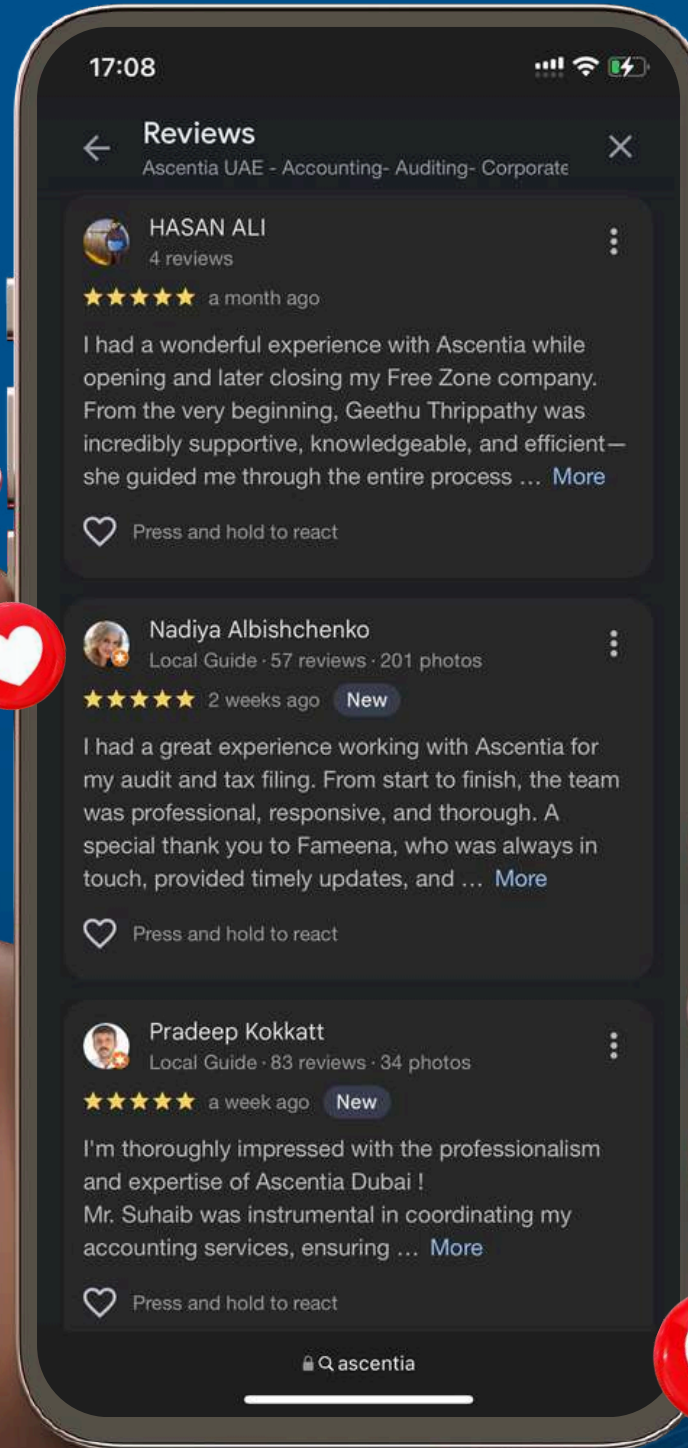 17:08
Reviews
Ascentia UAE - Accounting- Auditing- Corporate
HASAN ALI
4 reviews
a month ago
I had a wonderful experience with Ascentia while
opening and later closing my Free Zone company.
From the very beginning, Geethu Thrippathy was
incredibly supportive, knowledgeable, and efficient—
she guided me through the entire process … More
Press and hold to react
Nadiya Albishchenko
Local Guide · 57 reviews · 201 photos
2 weeks ago New
I had a great experience working with Ascentia for
my audit and tax filing. From start to finish, the team
was professional, responsive, and thorough. A
special thank you to Fameena, who was always in
touch, provided timely updates, and … More
Press and hold to react
Pradeep Kokkatt
Local Guide · 83 reviews · 34 photos
a week ago New
I'm thoroughly impressed with the professionalism
and expertise of Ascentia Dubai !
Mr. Suhaib was instrumental in coordinating my
accounting services, ensuring … More
Press and hold to react
ascentia